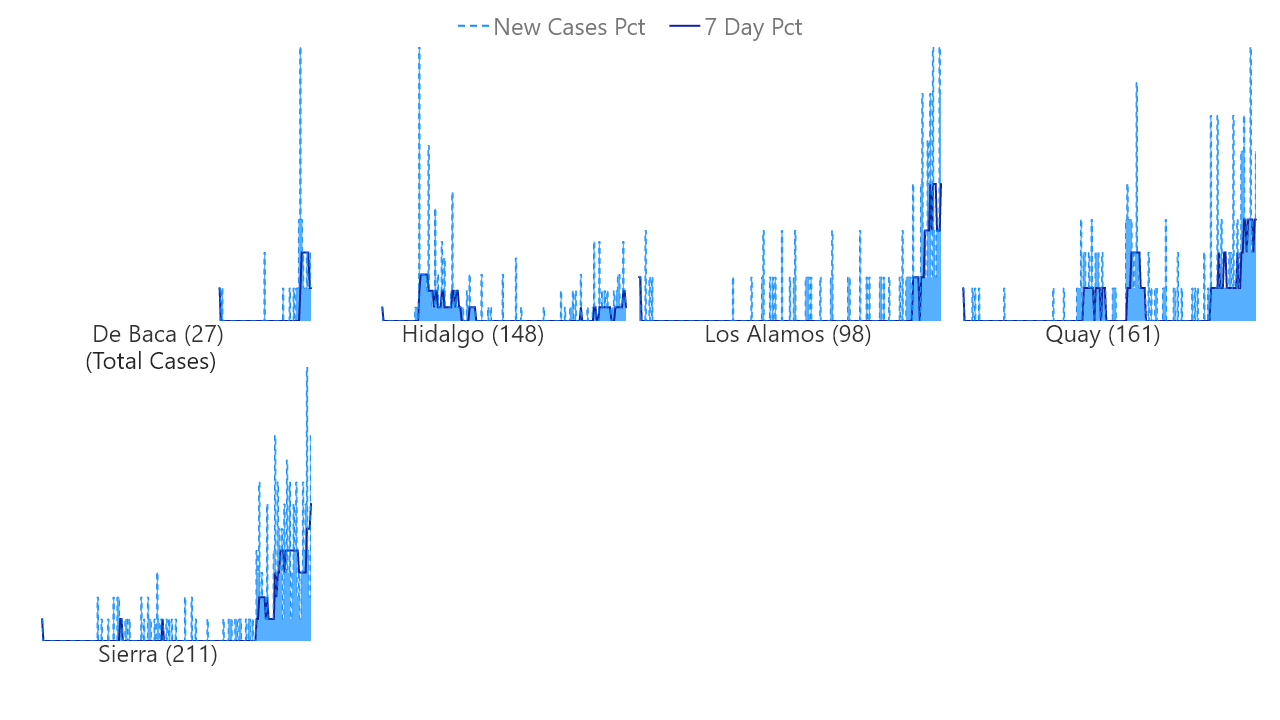 New Cases Pct 7 Day Pct
De Baca (27) Hidalgo (148) Los Alamos (98) Quay (161)
(Total Cases)
Sierra (211)